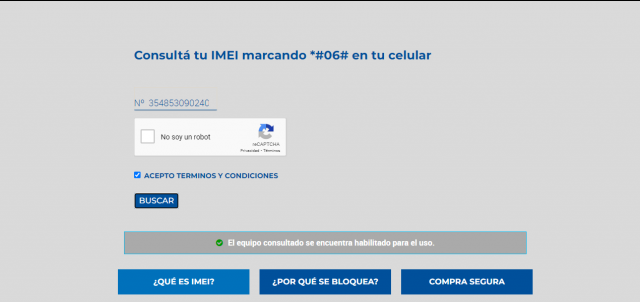 Consultá tu IMEI marcando *#06# en tu celular
Nº 354853090240
No soy un robot
reCAPTCHA
Privacidad - Términos
ACEPTO TERMINOS Y CONDICIONES
BUSCAR
El equipo consultado se encuentra habilitado para el uso.
¿QUÉ ES IMEI?
¿POR QUÉ SE BLOQUEA?
COMPRA SEGURA